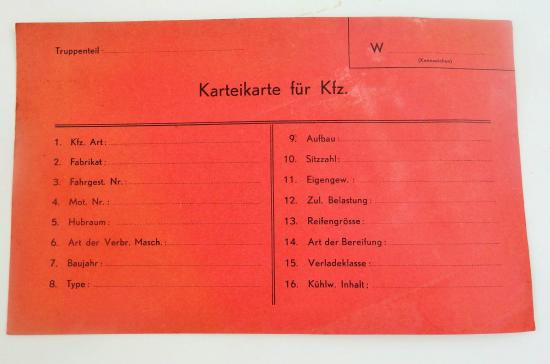 Truppenteil
W
(Kennzeichen)
Karteikarte für Kfz.
1. Kfz. Art:
2. Fabrikat:
3. Fahrgest. Nr.:
4. Mot. Nr.:
5. Hubraum:
6. Art der Verbr. Masch.:
7. Baujahr:
8. Type:
9. Aufbau:
10. Sitzzahl:
11. Eigengew.:
12. Zul. Belastung:
13. Reifengrösse:
14. Art der Bereifung:
15. Verladeklasse:
16. Kühlw. Inhalt: